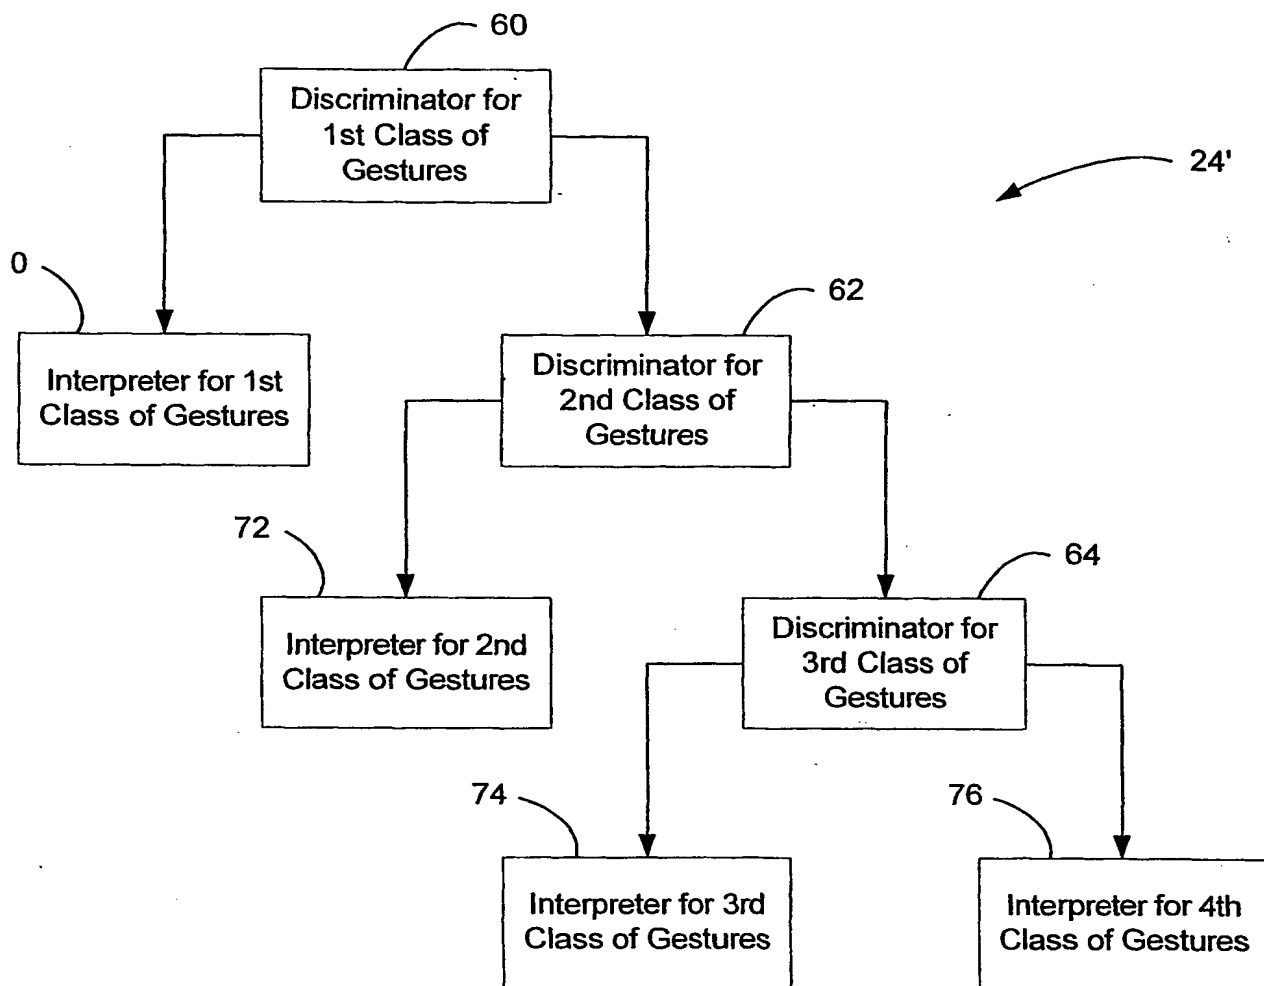 60
Discriminator for
1st Class of
Gestures
24'
0
Interpreter for 1st
Class of Gestures
62
Discriminator for
2nd Class of
Gestures
72
Interpreter for 2nd
Class of Gestures
64
Discriminator for
3rd Class of
Gestures
74
Interpreter for 3rd
Class of Gestures
76
Interpreter for 4th
Class of Gestures